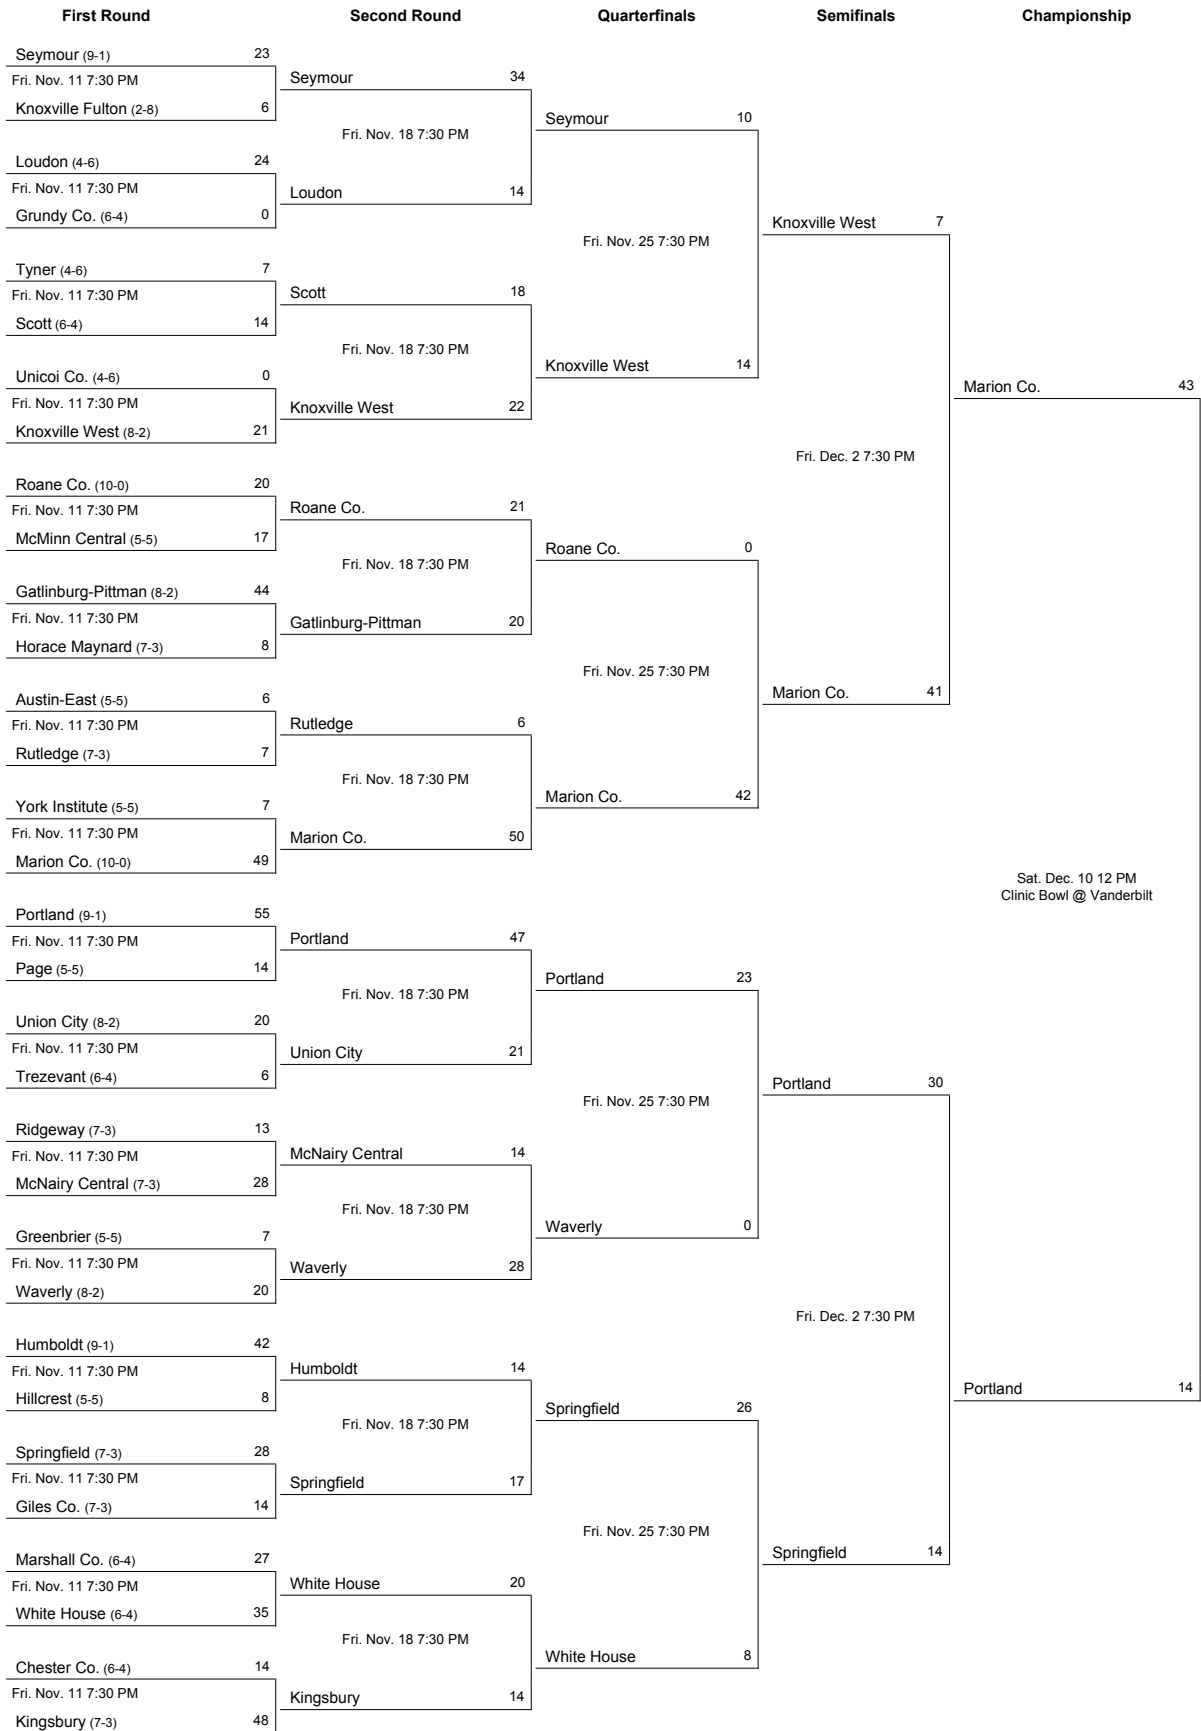 First Round
Second Round
Quarterfinals
Semifinals
Championship
Seymour (9-1) 23
Fri. Nov. 11 7:30 PM
Knoxville Fulton (2-8) 6
Loudon (4-6) 24
Fri. Nov. 11 7:30 PM
Grundy Co. (6-4) 0
Tyner (4-6) 7
Fri. Nov. 11 7:30 PM
Scott (6-4) 14
Unicoi Co. (4-6) 0
Fri. Nov. 11 7:30 PM
Knoxville West (8-2) 21
Roane Co. (10-0) 20
Fri. Nov. 11 7:30 PM
McMinn Central (5-5) 17
Gatlinburg-Pittman (8-2) 44
Fri. Nov. 11 7:30 PM
Horace Maynard (7-3) 8
Austin-East (5-5) 6
Fri. Nov. 11 7:30 PM
Rutledge (7-3) 7
York Institute (5-5) 7
Fri. Nov. 11 7:30 PM
Marion Co. (10-0) 49
Portland (9-1) 55
Fri. Nov. 11 7:30 PM
Page (5-5) 14
Union City (8-2) 20
Fri. Nov. 11 7:30 PM
Trezevant (6-4) 6
Ridgeway (7-3) 13
Fri. Nov. 11 7:30 PM
McNairy Central (7-3) 28
Greenbrier (5-5) 7
Fri. Nov. 11 7:30 PM
Waverly (8-2) 20
Humboldt (9-1) 42
Fri. Nov. 11 7:30 PM
Hillcrest (5-5) 8
Springfield (7-3) 28
Fri. Nov. 11 7:30 PM
Giles Co. (7-3) 14
Marshall Co. (6-4) 27
Fri. Nov. 11 7:30 PM
White House (6-4) 35
Chester Co. (6-4) 14
Fri. Nov. 11 7:30 PM
Kingsbury (7-3) 48
Seymour 34
Fri. Nov. 18 7:30 PM
Loudon 14
Scott 18
Fri. Nov. 18 7:30 PM
Knoxville West 22
Roane Co. 21
Fri. Nov. 18 7:30 PM
Gatlinburg-Pittman 20
Rutledge 6
Fri. Nov. 18 7:30 PM
Marion Co. 50
Portland 47
Fri. Nov. 18 7:30 PM
Union City 21
McNairy Central 14
Fri. Nov. 18 7:30 PM
Waverly 28
Humboldt 14
Fri. Nov. 18 7:30 PM
Springfield 17
White House 20
Fri. Nov. 18 7:30 PM
Kingsbury 14
Seymour 10
Fri. Nov. 25 7:30 PM
Knoxville West 14
Roane Co. 0
Fri. Nov. 25 7:30 PM
Marion Co. 42
Portland 23
Fri. Nov. 25 7:30 PM
Waverly 0
Springfield 26
Fri. Nov. 25 7:30 PM
White House 8
Knoxville West 7
Fri. Dec. 2 7:30 PM
Marion Co. 41
Portland 30
Fri. Dec. 2 7:30 PM
Springfield 14
Marion Co. 43
Sat. Dec. 10 12 PM
Clinic Bowl @ Vanderbilt
Portland 14